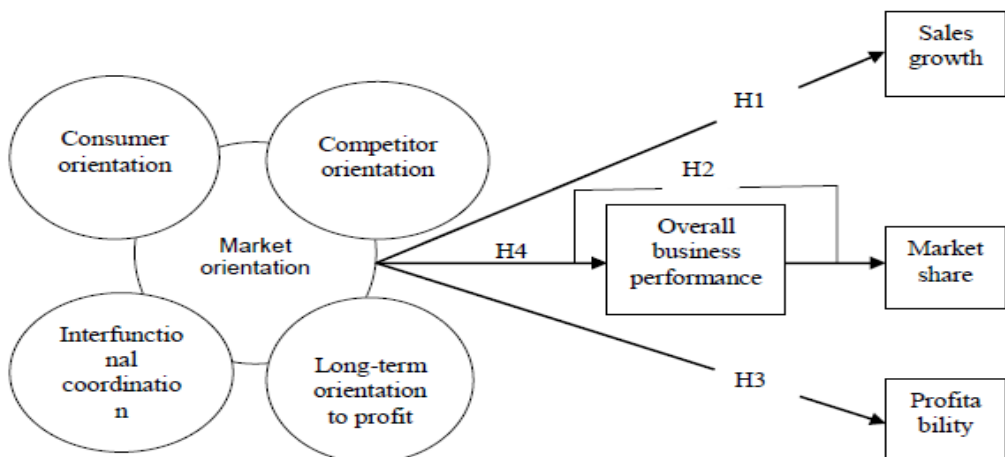 Consumer
orientation
Competitor
orientation
Market
orientation
Interfunctio
nal
coordinatio
n
Long-term
orientation
to profit
H1
H2
H4
H3
Sales
growth
Overall
business
performance
Market
share
Profita
bility